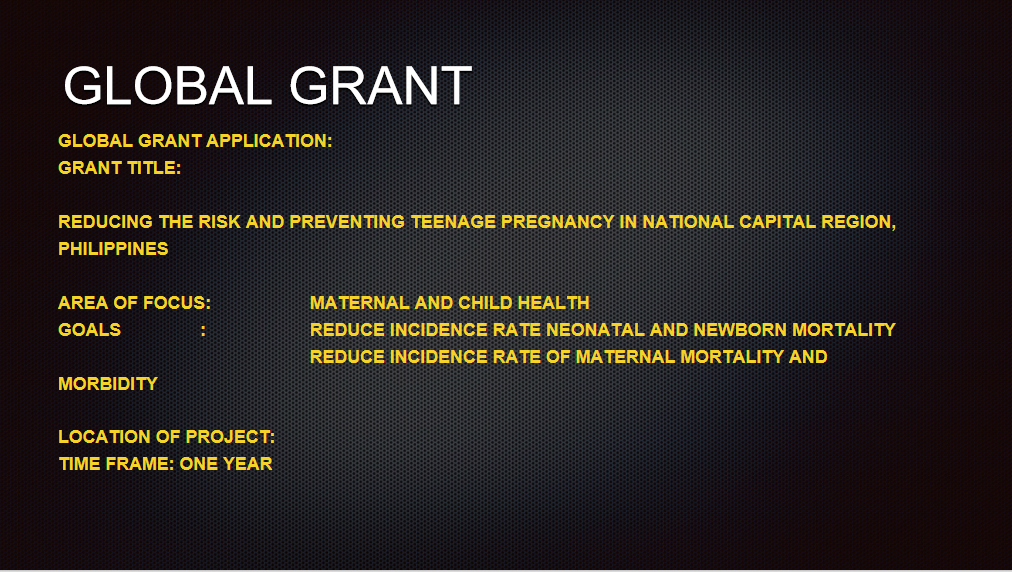 GLOBAL GRANT
GLOBAL GRANT APPLICATION:
GRANT TITLE:
REDUCING THE RISK AND PREVENTING TEENAGE PREGNANCY IN NATIONAL CAPITAL REGION,
PHILIPPINES
AREA OF FOCUS: MATERNAL AND CHILD HEALTH
GOALS : REDUCE INCIDENCE RATE NEONATAL AND NEWBORN MORTALITY
REDUCE INCIDENCE RATE OF MATERNAL MORTALITY AND
MORBIDITY
LOCATION OF PROJECT:
TIME FRAME: ONE YEAR